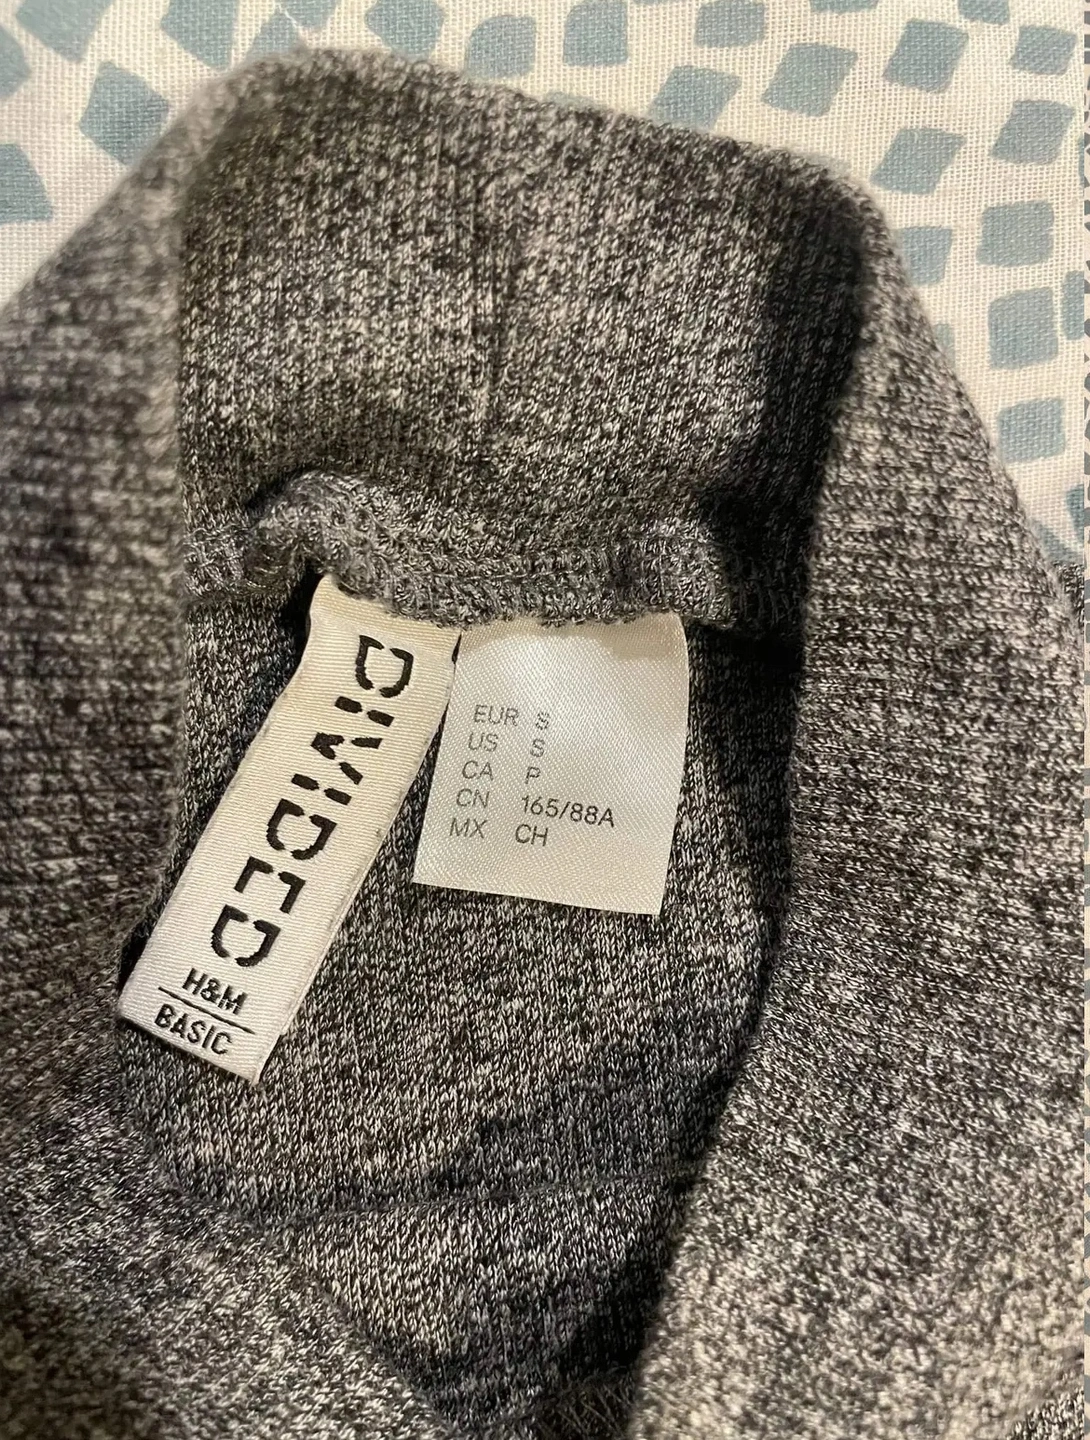 DIVIDED
H&M
BASIC
EUR S
US S
CA P
CN 165/88A
MX CH